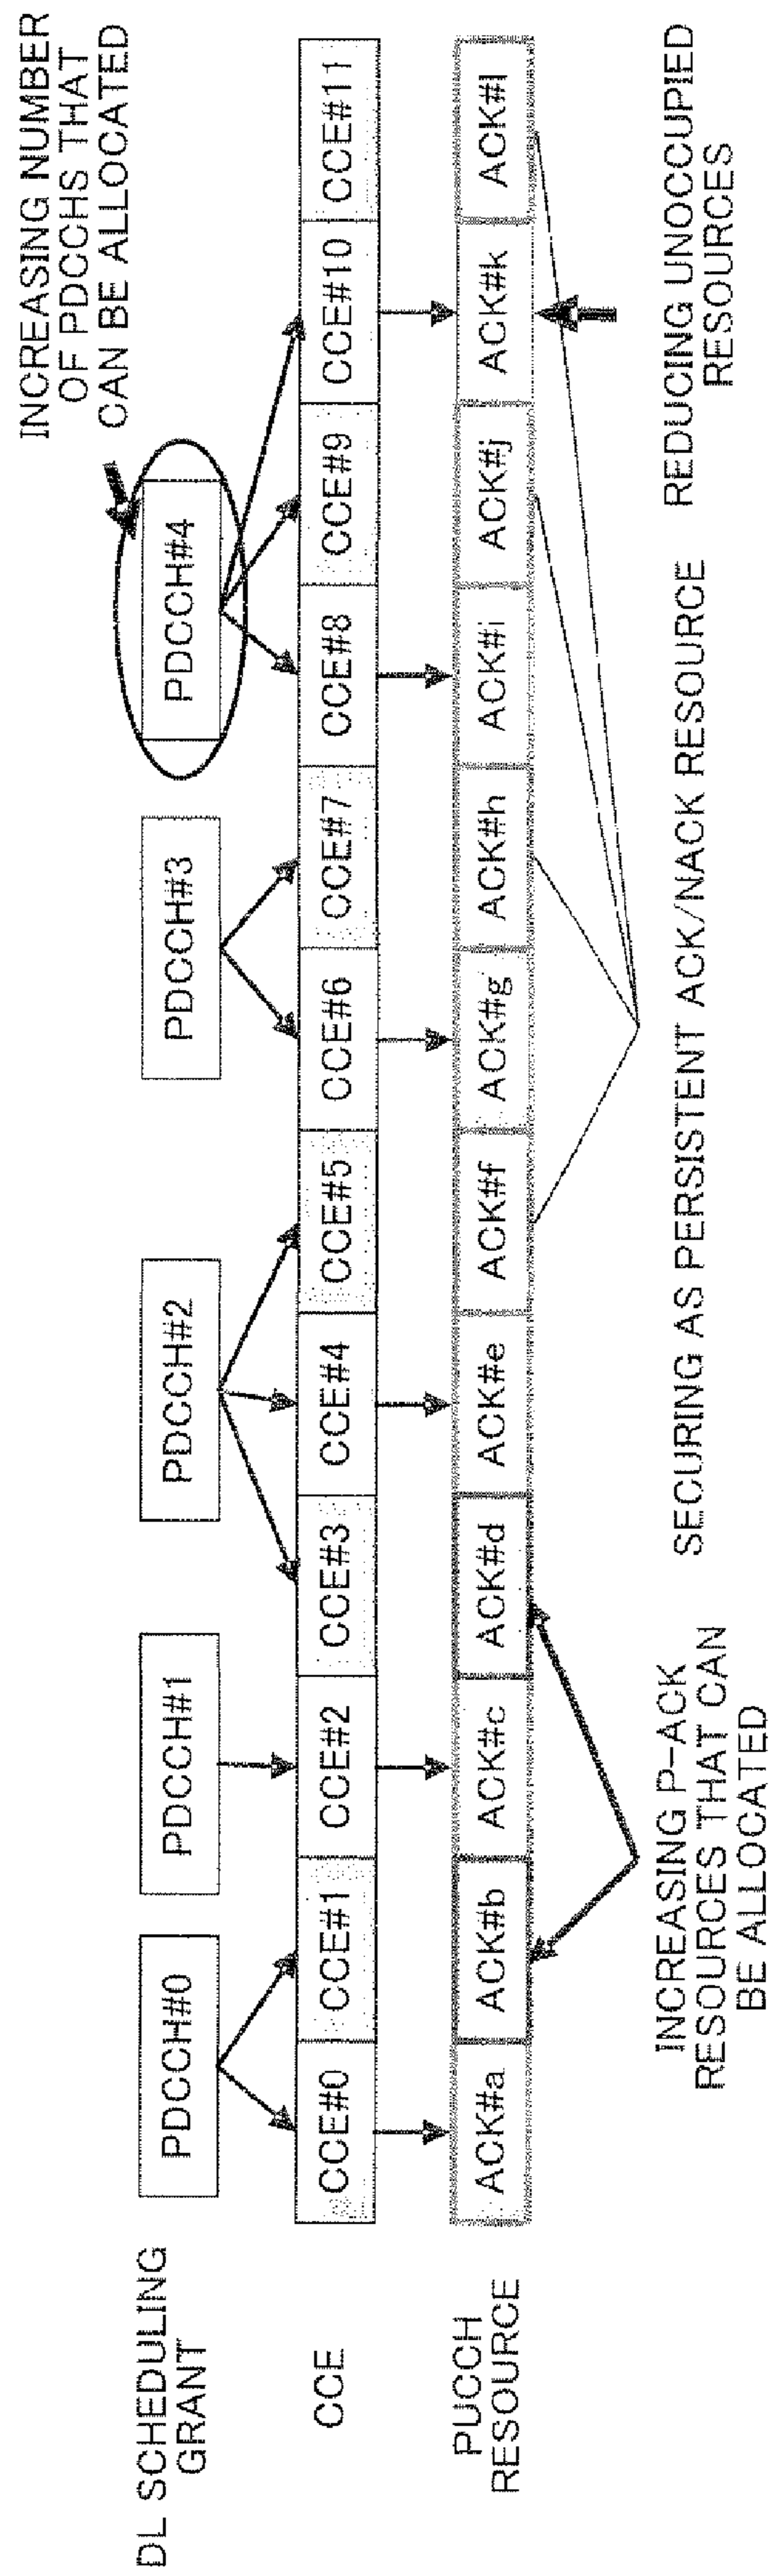 INCREASING NUMBER
OF PDCCHS THAT
CAN BE ALLOCATED
DL SCHEDULING
GRANT
PDCCH#0
PDCCH#1
PDCCH#2
PDCCH#3
PDCCH#4
CCE
CCE#0
CCE#1
CCE#2
CCE#3
CCE#4
CCE#5
CCE#6
CCE#7
CCE#8
CCE#9
CCE#10
CCE#11
PUCCH
RESOURCE
ACK#a
ACK#b
ACK#c
ACK#d
ACK#e
ACK#f
ACK#g
ACK#h
ACK#i
ACK#j
ACK#k
ACK#l
INCREASING P-ACK
RESOURCES THAT CAN
BE ALLOCATED
SECURING AS PERSISTENT ACK/NACK RESOURCE
REDUCING UNOCCUPIED
RESOURCES